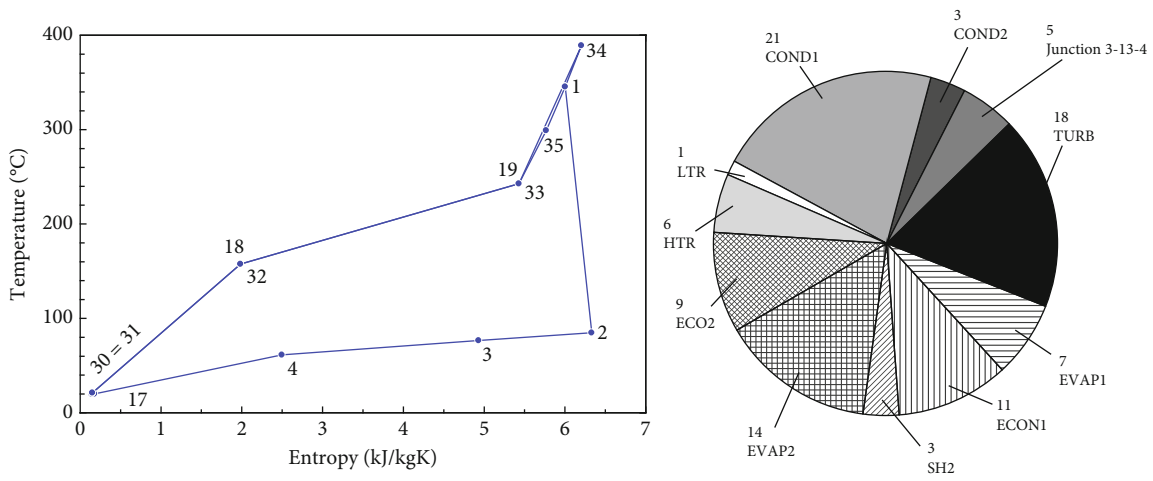 400
300
200
100
0
0
1
2
3
4
5
6
7
Temperature (°C)
Entropy (kJ/kgK)
34
1
35
19
33
18
32
30 = 31
17
4
3
2
3
COND2
5
Junction 3-13-4
21
COND1
18
TURB
1
LTR
6
HTR
9
ECO2
7
EVAP1
11
ECON1
14
EVAP2
3
SH2